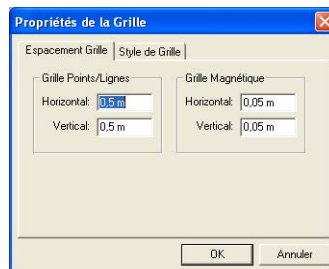 Propriétés de la Grille
Espacement Grille Style de Grille
Grille Points/Lignes
Horizontal: 0,5 m
Vertical: 0,5 m
Grille Magnétique
Horizontal: 0,05 m
Vertical: 0,05 m
OK Annuler